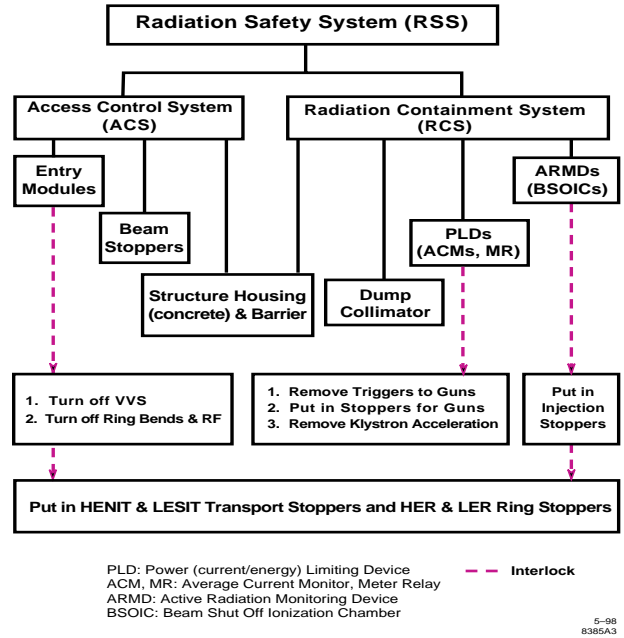 Radiation Safety System (RSS)
Access Control System
(ACS)
Radiation Containment System
(RCS)
Entry
Modules
ARMDs
(BSOICs)
Beam
Stoppers
PLDs
(ACMs, MR)
Structure Housing
(concrete) & Barrier
Dump
Collimator
1. Turn off VVS
2. Turn off Ring Bends & RF
1. Remove Triggers to Guns
2. Put in Stoppers for Guns
3. Remove Klystron Acceleration
Put in
Injection
Stoppers
Put in HENIT & LESIT Transport Stoppers and HER & LER Ring Stoppers
PLD: Power (current/energy) Limiting Device
ACM, MR: Average Current Monitor, Meter Relay
ARMD: Active Radiation Monitoring Device
BSOIC: Beam Shut Off Ionization Chamber
Interlock
5–98
8385A3